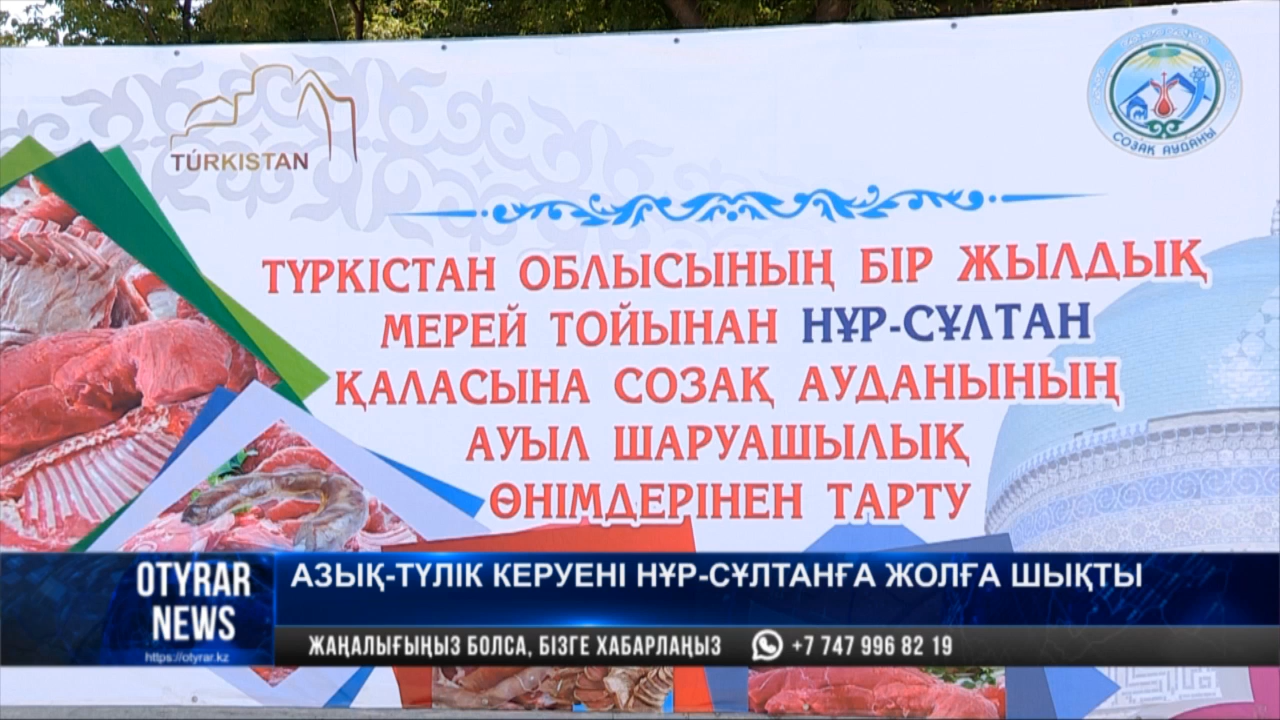 TÚRKISTAN
СОЗАҚ АУДАНЫ
ТҮРКІСТАН ОБЛЫСЫНЫҢ БІР ЖЫЛДЫҚ
МЕРЕЙ ТОЙЫНАН НҰР-СҰЛТАН
ҚАЛАСЫНА СОЗАҚ АУДАНЫНЫҢ
АУЫЛ ШАРУАШЫЛЫҚ
ӨНІМДЕРІНЕН ТАРТУ
OTYRAR
NEWS
https://otyrar.kz
АЗЫҚ-ТҮЛІК КЕРУЕНІ НҰР-СҰЛТАНҒА ЖОЛҒА ШЫҚТЫ
ЖАҢАЛЫҒЫҢЫЗ БОЛСА, БІЗГЕ ХАБАРЛАҢЫЗ +7 747 996 82 19